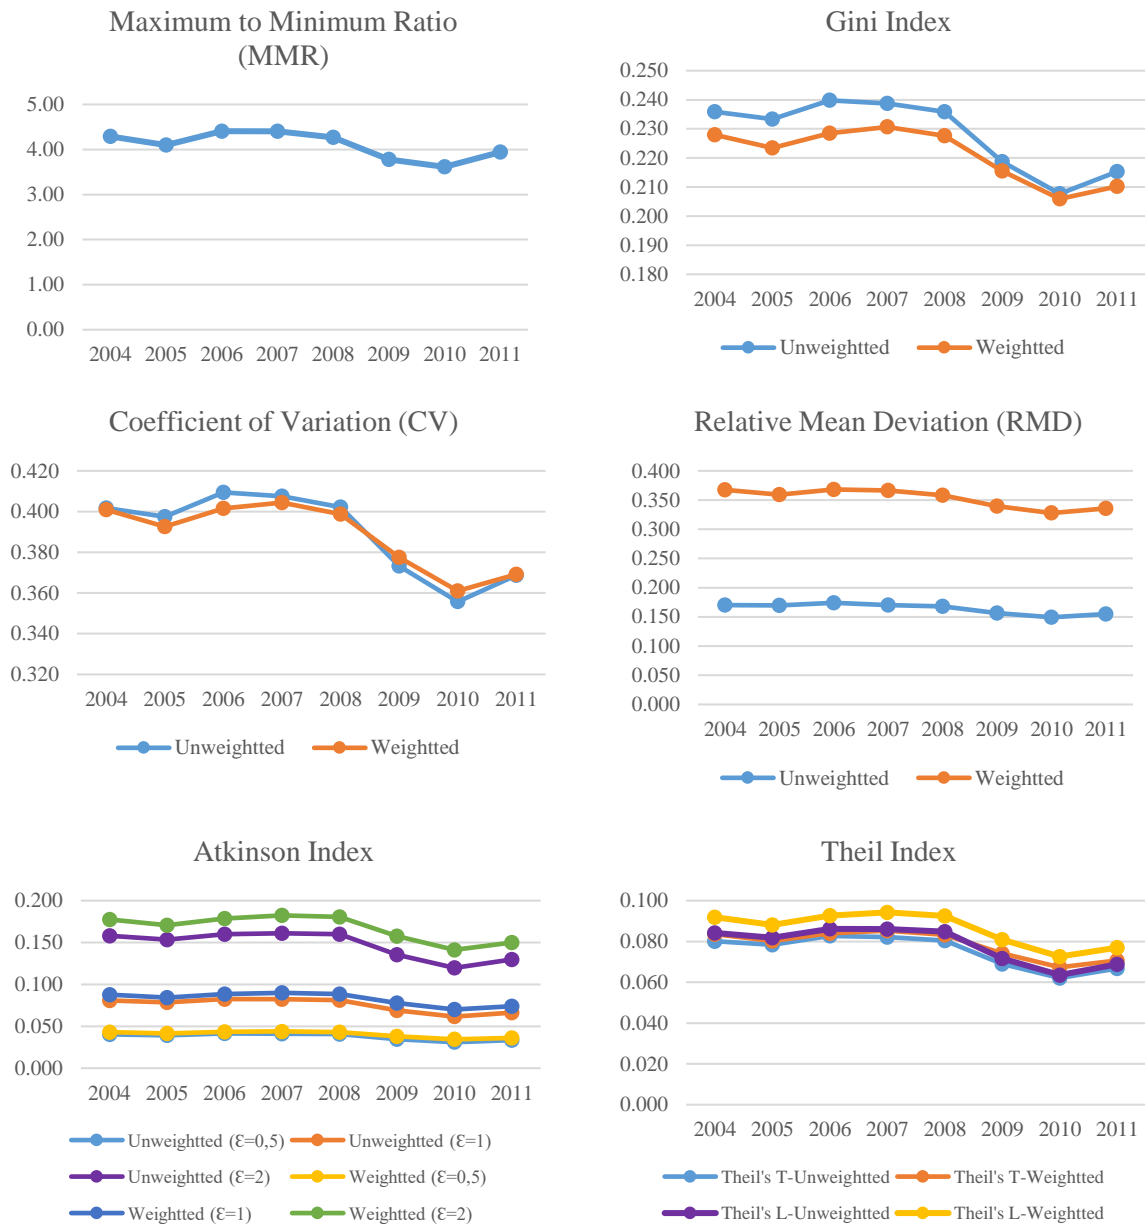 Maximum to Minimum Ratio
(MMR)
5.00
4.00
3.00
2.00
1.00
0.00
2004 2005 2006 2007 2008 2009 2010 2011
Gini Index
0.250
0.240
0.230
0.220
0.210
0.200
0.190
0.180
2004 2005 2006 2007 2008 2009 2010 2011
Unweightted Weightted
Coefficient of Variation (CV)
0.420
0.400
0.380
0.360
0.340
0.320
2004 2005 2006 2007 2008 2009 2010 2011
Unweightted Weightted
Relative Mean Deviation (RMD)
0.400
0.350
0.300
0.250
0.200
0.150
0.100
0.050
0.000
2004 2005 2006 2007 2008 2009 2010 2011
Unweightted Weightted
Atkinson Index
0.200
0.150
0.100
0.050
0.000
2004 2005 2006 2007 2008 2009 2010 2011
Unweightted (Ɛ=0,5) Unweightted (Ɛ=1)
Unweightted (Ɛ=2) Weightted (Ɛ=0,5)
Weightted (Ɛ=1) Weightted (Ɛ=2)
Theil Index
0.100
0.080
0.060
0.040
0.020
0.000
2004 2005 2006 2007 2008 2009 2010 2011
Theil's T-Unweightted Theil's T-Weightted
Theil's L-Unweightted Theil's L-Weightted